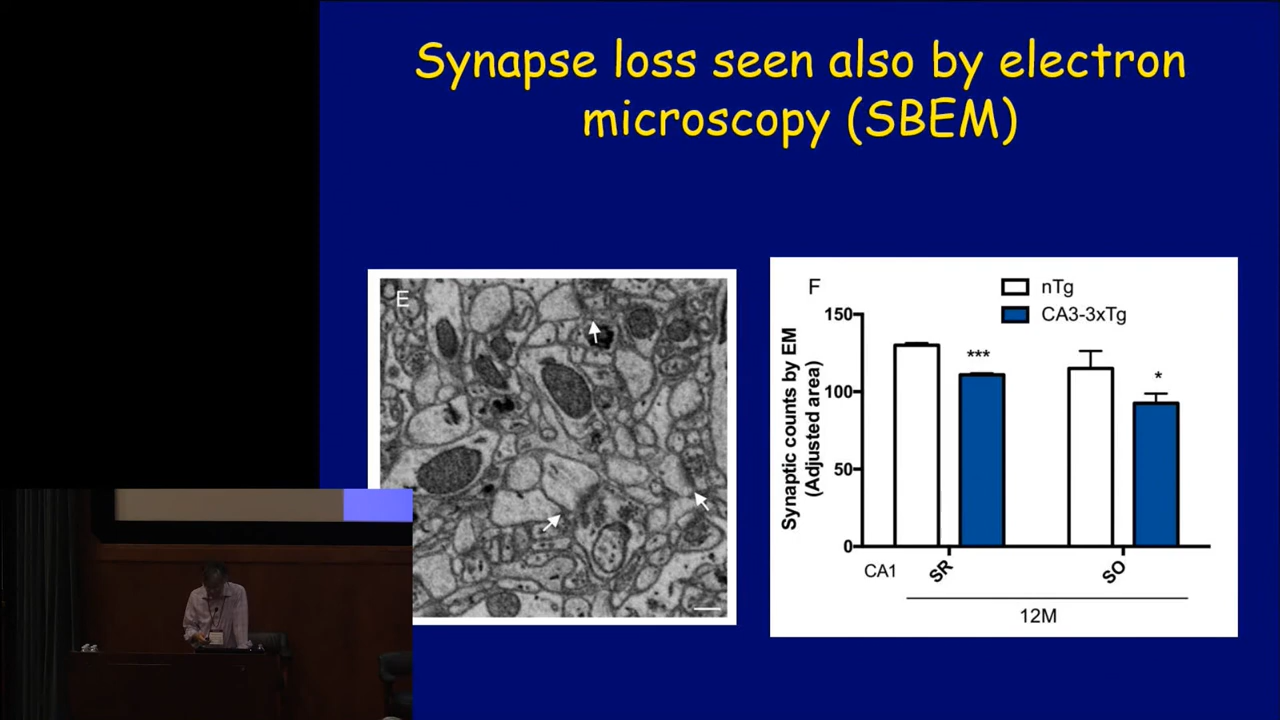 Synapse loss seen also by electron
microscopy (SBEM)
E
F
nTg
CA3-3xTg
Synaptic counts by EM
(Adjusted area)
150
100
50
0
***
*
CA1
SR
SO
12M